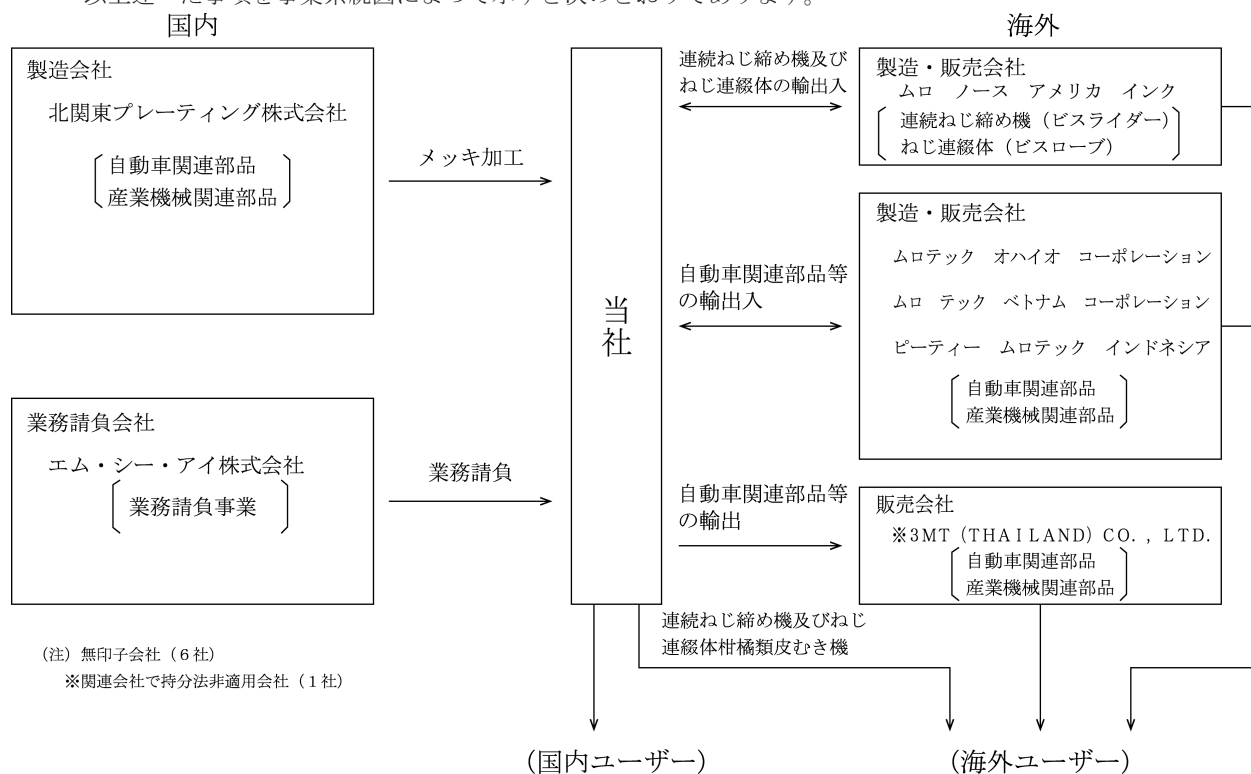 以上述べた事項を事業系統図によって示すと次のとおりであります。
国内
海外
製造会社
北関東プレーティング株式会社
自動車関連部品
産業機械関連部品
メッキ加工
業務請負会社
エム・シー・アイ株式会社
業務請負事業
業務請負
当社
連続ねじ締め機及び
ねじ連綴体の輸出入
自動車関連部品等
の輸出入
自動車関連部品等
の輸出
製造・販売会社
ムロ ノース アメリカ インク
連続ねじ締め機（ビスライダー）
ねじ連綴体（ビスロープ）
製造・販売会社
ムロテック オハイオ コーポレーション
ムロ テック ベトナム コーポレーション
ピーティー ムロテック インドネシア
自動車関連部品
産業機械関連部品
販売会社
※3MT（THAILAND）CO.，LTD.
自動車関連部品
産業機械関連部品
連続ねじ締め機及びねじ
連綴体柑橘類皮むき機
（注）無印子会社（６社）
※関連会社で持分法非適用会社（１社）
（国内ユーザー）
（海外ユーザー）